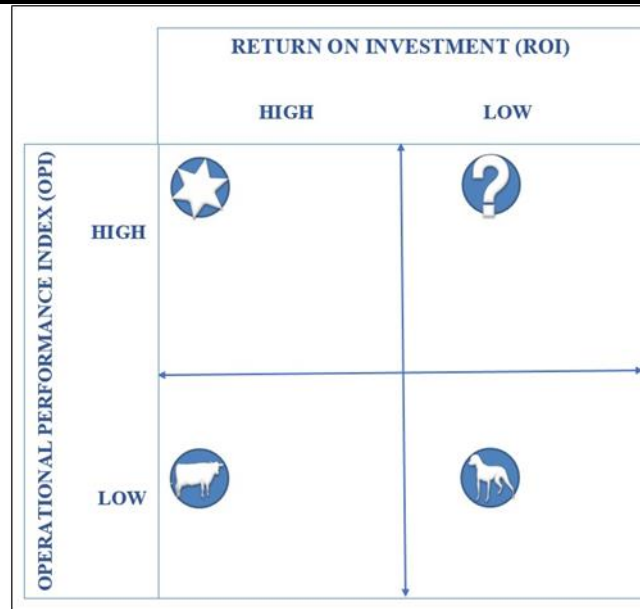 RETURN ON INVESTMENT (ROI)
HIGH
LOW
OPERATIONAL PERFORMANCE INDEX (OPI)
HIGH
?
LOW